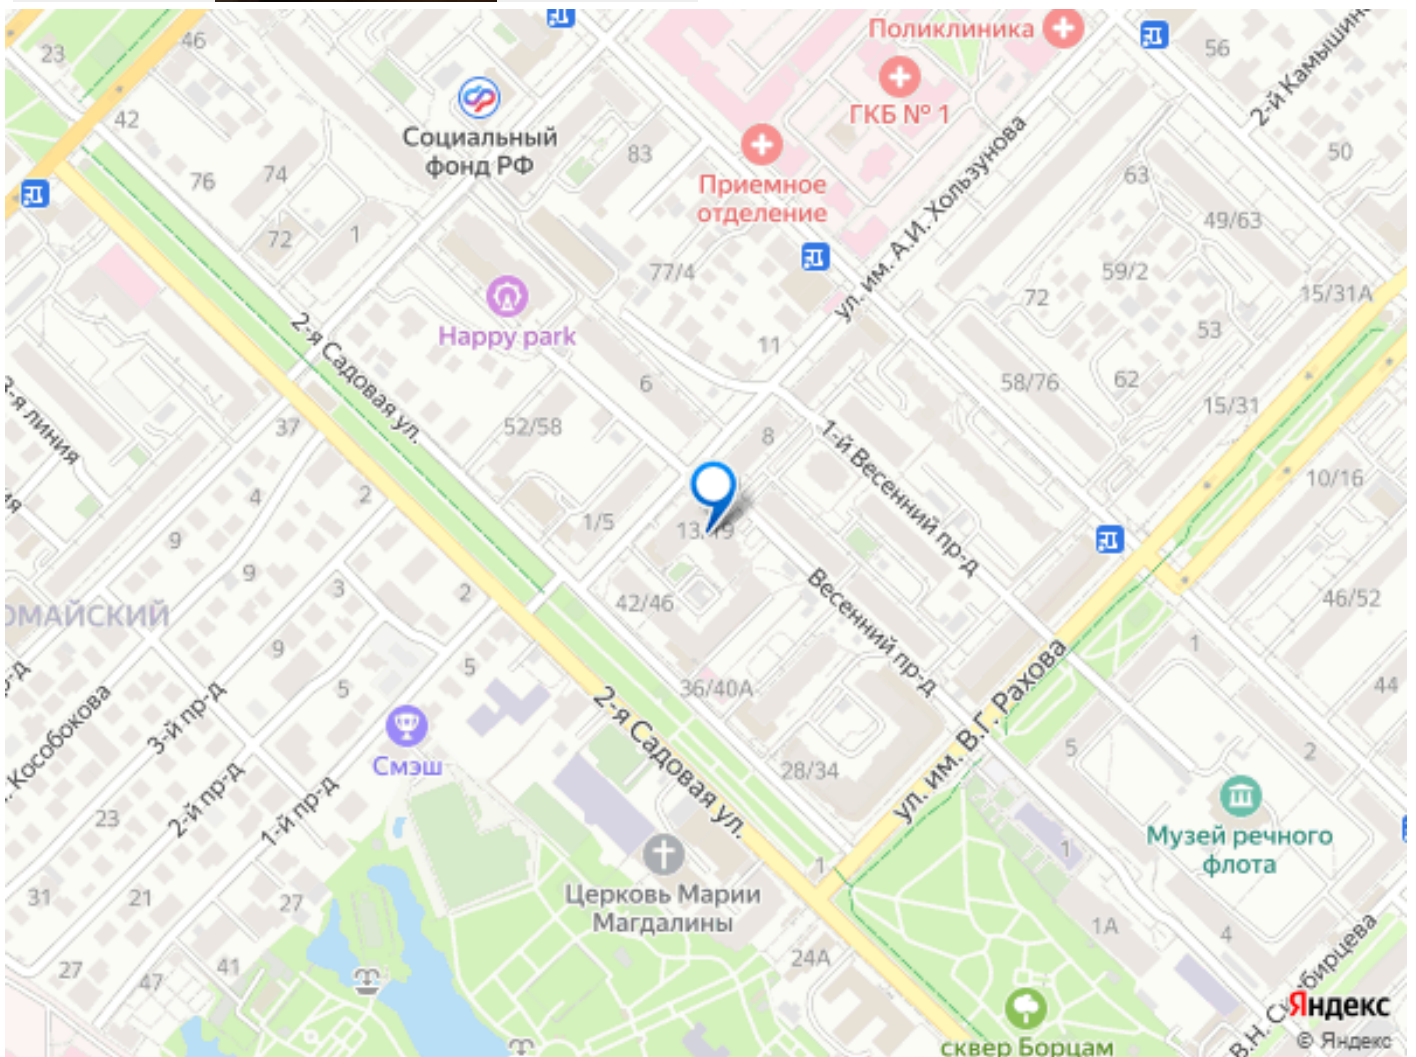 Поликлиника
23
46
56
2-й Камышин
ГКБ № 1
42
Социальный
фонд РФ
83
50
76
74
Приемное
отделение
63
ул. им. А.И. Хользунова
49/63
72
1
77/4
59/2
72
15/31А
Happy park
11
53
2-я Садовая ул.
6
58/76
62
15/31
3-я линия
37
52/58
8
1-й Весенний пр-д
4
2
10/16
1/5
13/19
9
9
3
2
42/46
Весенний пр-д
46/52
ОМАЙСКИЙ
9
5
5
1
36/40А
44
Кособокова
3-й пр-д
2-я Садовая ул.
ул. им. В.Г. Рахова
5
2
Смэш
28/34
23
2-й пр-д
1-й пр-д
Музей речного
флота
1
1
31
21
27
Церковь Марии
Магдалины
1А
4
27
47
41
24А
В.Н. Скибирцева
Яндекс
© Яндекс
сквер Борцам